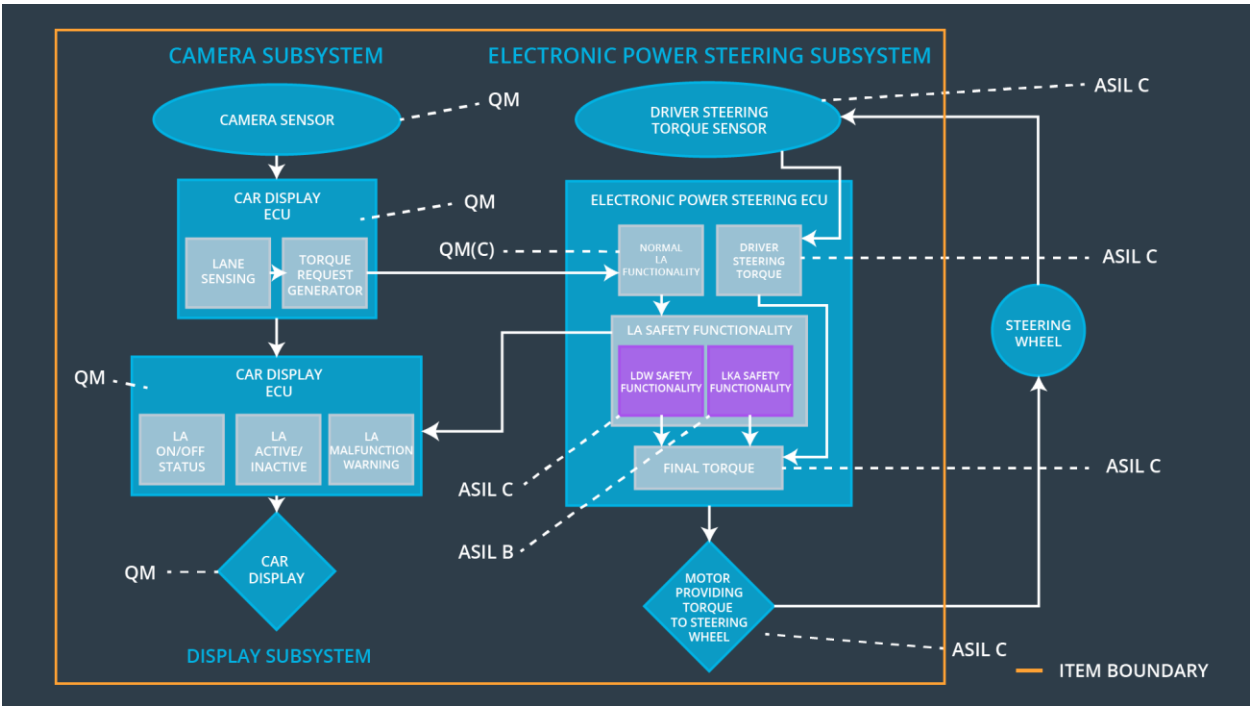 CAMERA SUBSYSTEM
ELECTRONIC POWER STEERING SUBSYSTEM
CAMERA SENSOR
QM
DRIVER STEERING
TORQUE SENSOR
ASIL C
CAR DISPLAY
ECU
QM
LANE
SENSING
TORQUE
REQUEST
GENERATOR
ELECTRONIC POWER STEERING ECU
QM(C)
NORMAL
LA
FUNCTIONALITY
DRIVER
STEERING
TORQUE
ASIL C
LA SAFETY FUNCTIONALITY
LDW SAFETY
FUNCTIONALITY
LKA SAFETY
FUNCTIONALITY
STEERING
WHEEL
QM
CAR DISPLAY
ECU
LA
ON/OFF
STATUS
LA
ACTIVE/
INACTIVE
LA
MALFUNCTION
WARNING
FINAL TORQUE
ASIL C
ASIL C
ASIL B
QM
CAR
DISPLAY
MOTOR
PROVIDING
TORQUE
TO STEERING
WHEEL
ASIL C
DISPLAY SUBSYSTEM
ITEM BOUNDARY